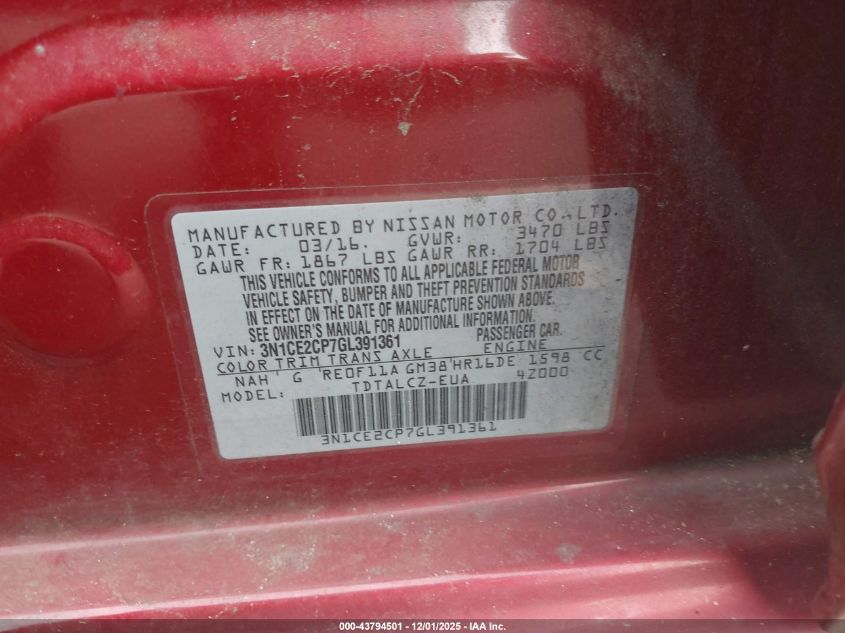 MANUFACTURED BY NISSAN MOTOR CO., LTD.
DATE: 03/16. GVWR: 3470 LBS
GAWR FR: 1867 LBS GAWR RR: 1704 LBS
THIS VEHICLE CONFORMS TO ALL APPLICABLE FEDERAL MOTOR
VEHICLE SAFETY, BUMPER AND THEFT PREVENTION STANDARDS
IN EFFECT ON THE DATE OF MANUFACTURE SHOWN ABOVE.
SEE OWNER'S MANUAL FOR ADDITIONAL INFORMATION.
VIN: 3N1CE2CP7GL391361 PASSENGER CAR.
COLOR TRIM TRANS AXLE ENGINE
NAH G 'RE0F11A GM38'HR16DE 1598 CC
MODEL: TDTALCZ-EUA 4Z000
3N1CE2CP7GL391361
000-43794501 - 12/01/2025 - IAA Inc.